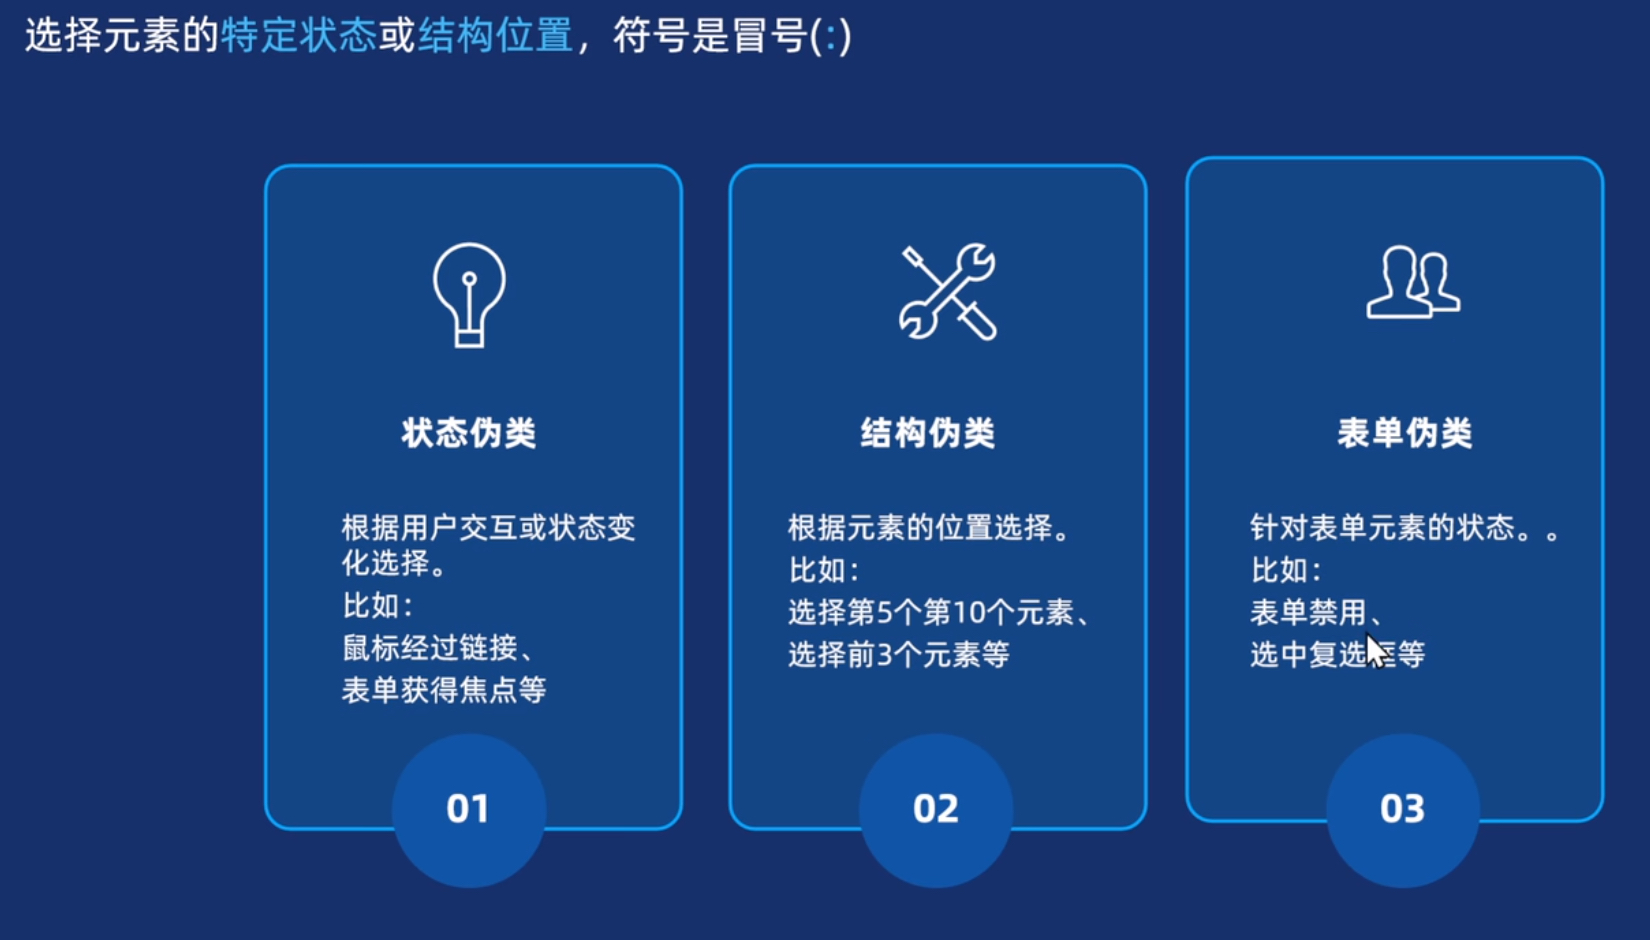 选择元素的特定状态或结构位置，符号是冒号(:)
状态伪类
根据用户交互或状态变
化选择。
比如：
鼠标经过链接、
表单获得焦点等
01
结构伪类
根据元素的位置选择。
比如：
选择第5个第10个元素、
选择前3个元素等
02
表单伪类
针对表单元素的状态。。
比如：
表单禁用、
选中复选框等
03